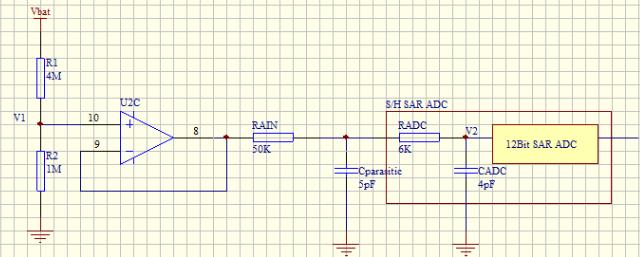 Vbat
R1
4M
U2C
S/H SAR ADC
V1
10
+
8
RAIN
50K
RADC
6K
V2
12Bit SAR ADC
9
R2
1M
Cparasitic
5pF
CADC
4pF